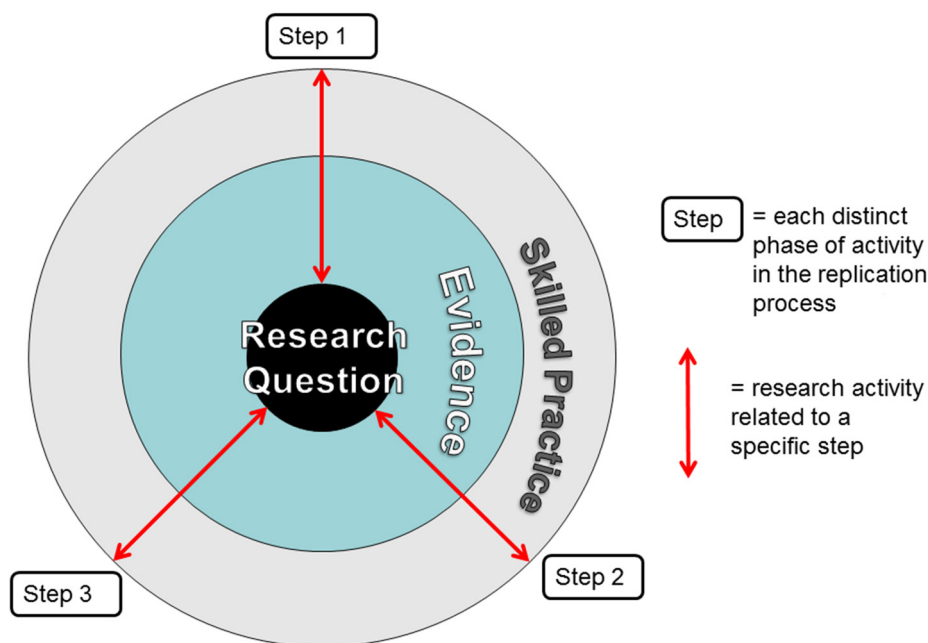 Step 1
Step
= each distinct
phase of activity
in the replication
process
Skilled Practice
Evidence
Research
Question
= research activity
related to a
specific step
Step 3
Step 2